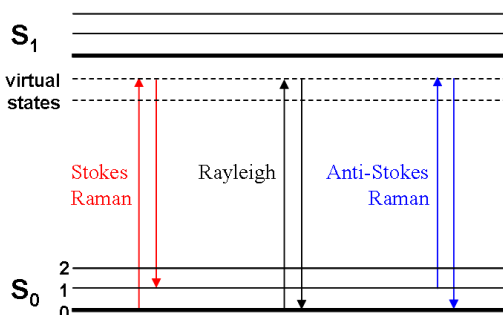 S1
virtual
states
Stokes
Raman
Rayleigh
Anti-Stokes
Raman
2
S0
1
0